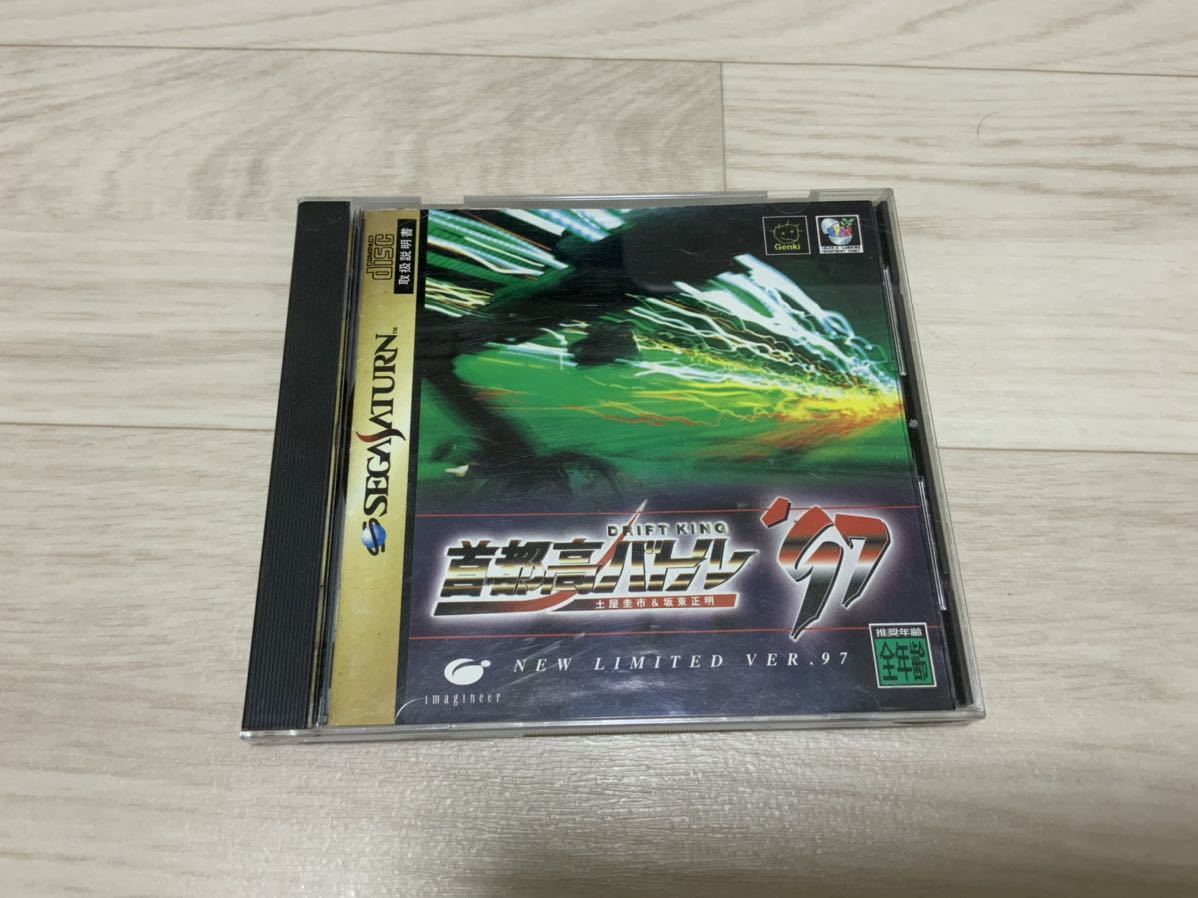 COMPACT
disc
取扱説明書
SEGA SATURN™
Genki
DRIFT KING
首都高バトル '97
土屋圭市&坂東正明
NEW LIMITED VER.97
imagineer
推奨年齢
全年齢